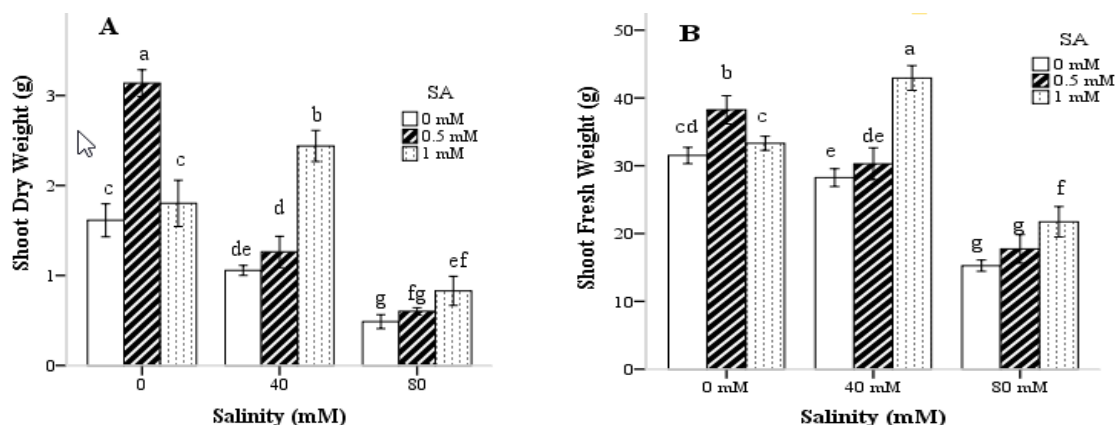 A
Shoot Dry Weight (g)
3
2
1
0
a
b
c
c
d
de
ef
fg
g
SA
0 mM
0.5 mM
1 mM
0
40
80
Salinity (mM)
B
Shoot Fresh Weight (g)
50
40
30
20
10
0
a
b
cd
c
e
de
f
g
g
SA
0 mM
0.5 mM
1 mM
0 mM
40 mM
80 mM
Salinity (mM)